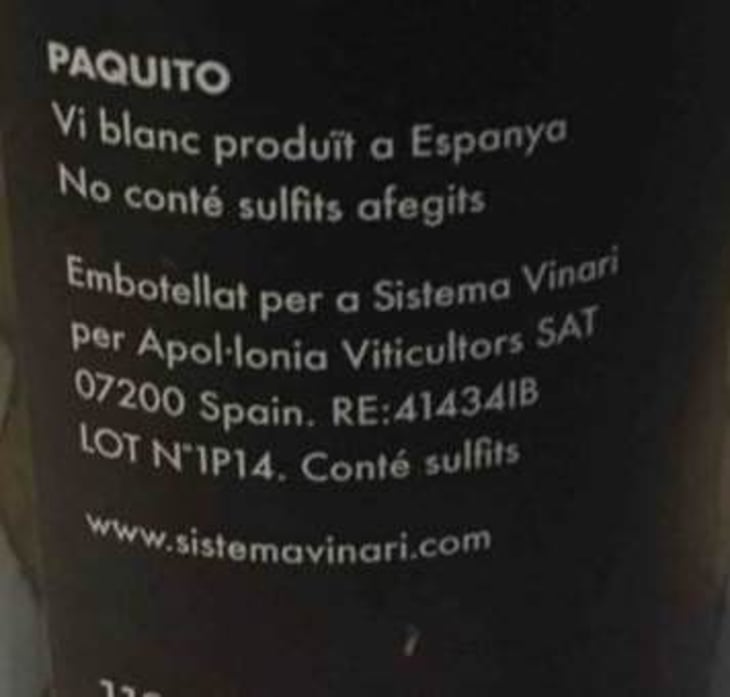 PAQUITO
Vi blanc produït a Espanya
No conté sulfits afegits
Embotellat per a Sistema Vinari
per Apol·lonia Viticultors SAT
07200 Spain. RE:41434IB
LOT N°1P14. Conté sulfits
www.sistemavinari.com